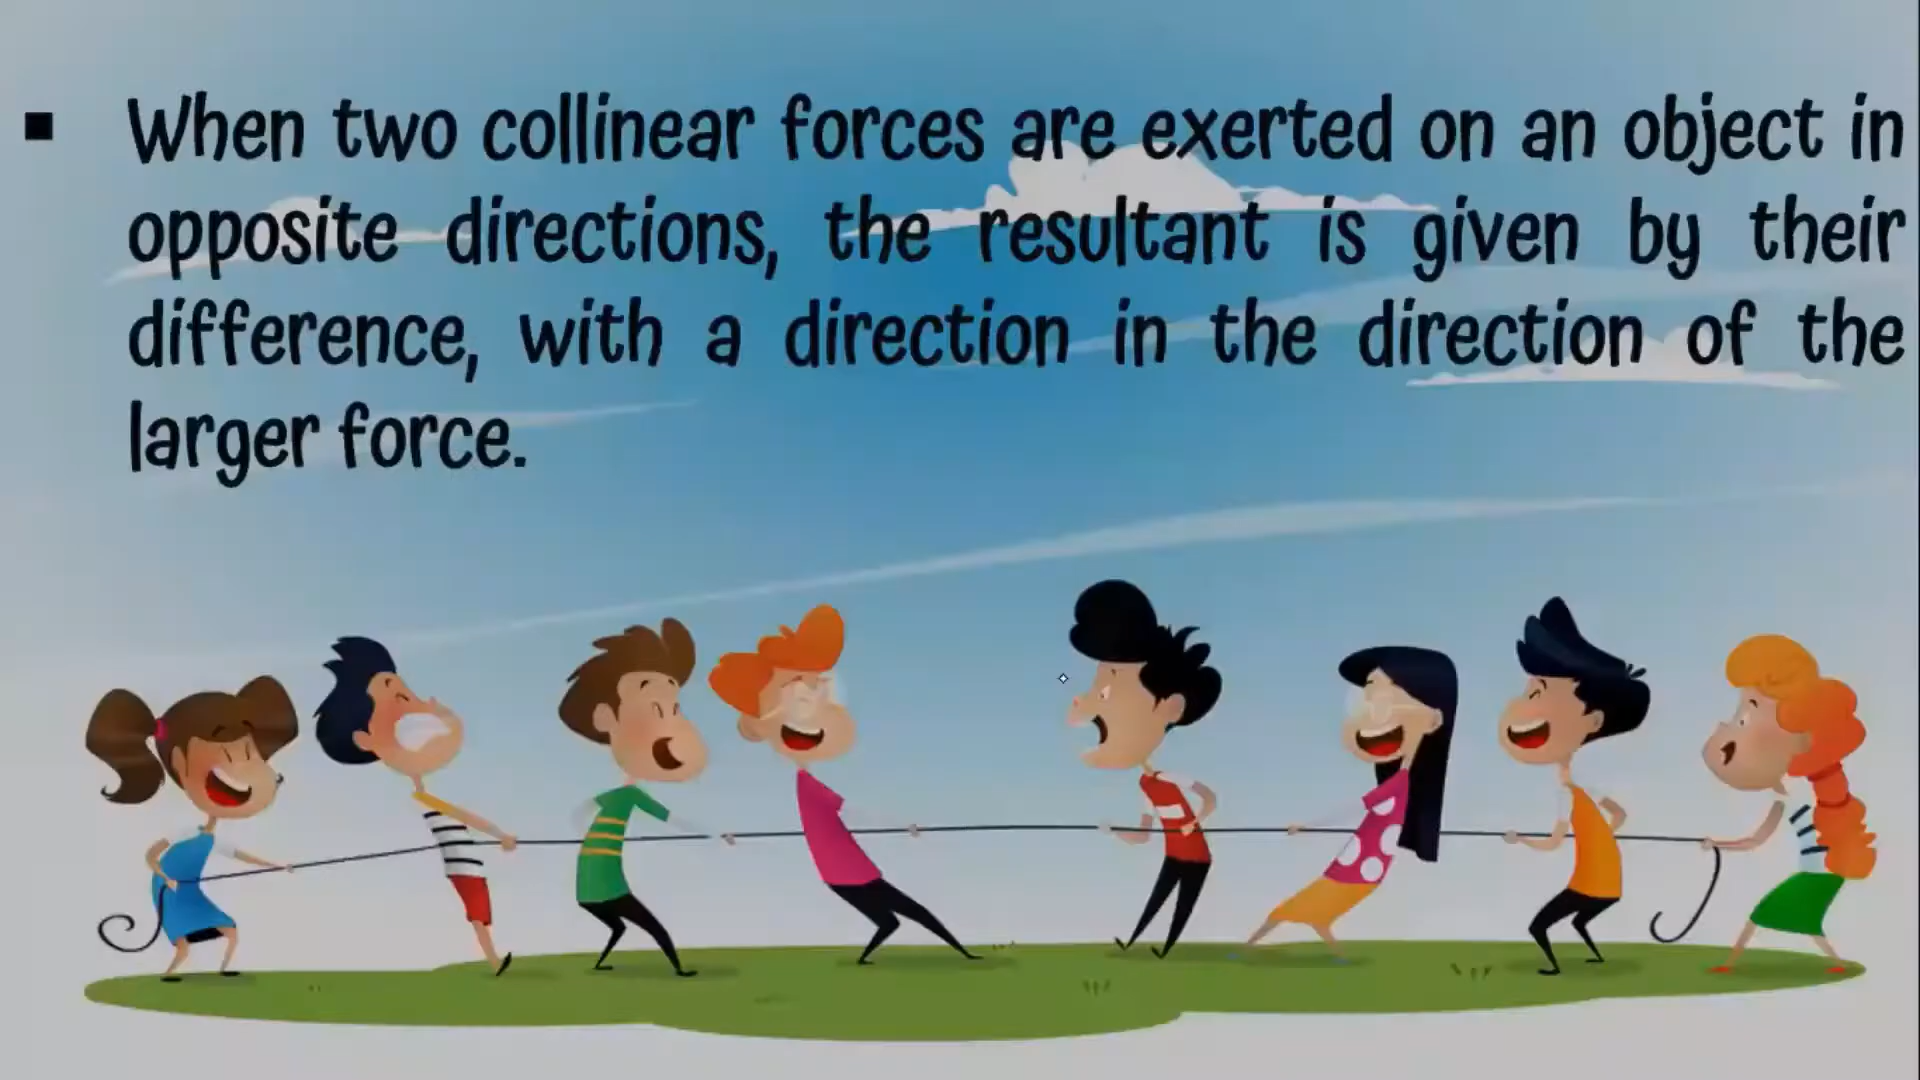 ▪ When two collinear forces are exerted on an object in
opposite directions, the resultant is given by their
difference, with a direction in the direction of the
larger force.